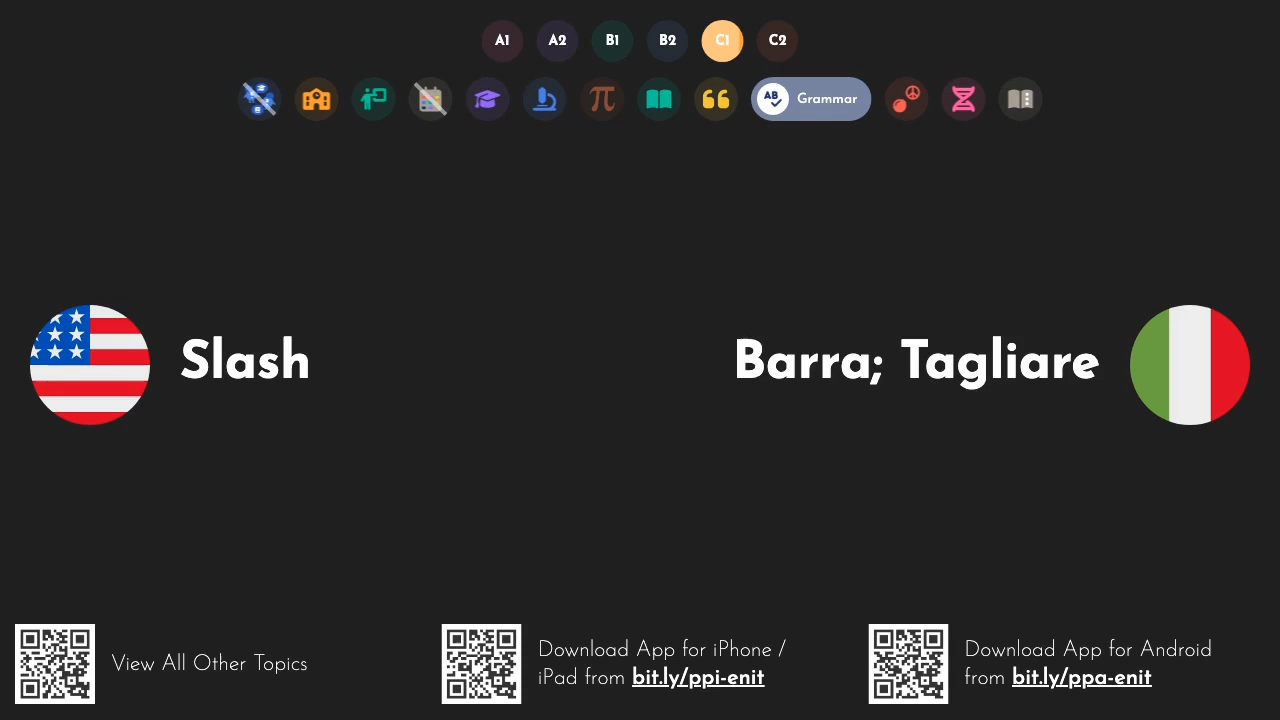 A1 A2 B1 B2 C1 C2
AB Grammar
Slash
Barra; Tagliare
View All Other Topics
Download App for iPhone /
iPad from bit.ly/ppi-enit
Download App for Android
from bit.ly/ppa-enit